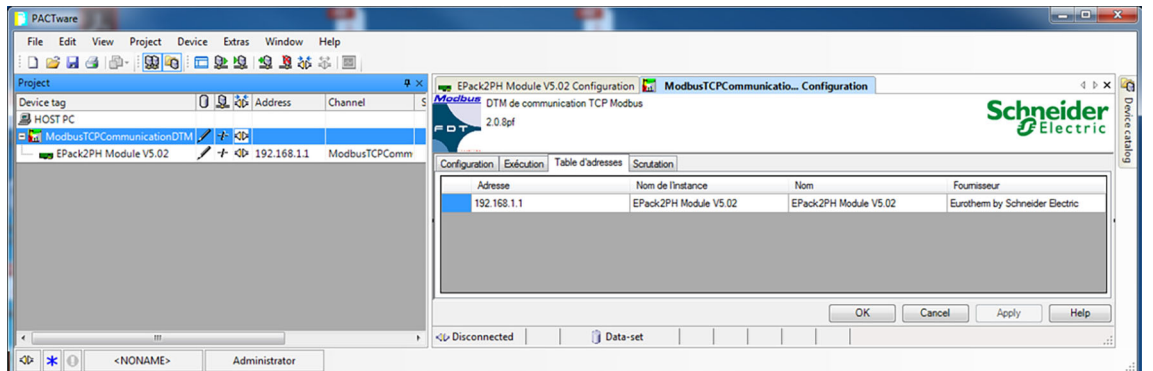 PACTware
File Edit View Project Device Extras Window Help
Project
Device tag Address Channel S
HOST PC
ModbusTCPCommunicationDTM
EPack2PH Module V5.02 192.168.1.1 ModbusTCPComm
EPack2PH Module V5.02 Configuration ModbusTCPCommunicatio... Configuration
Modbus DTM de communication TCP Modbus
FDT 2.0.8pf
Schneider
Electric
Configuration Exécution Table d'adresses Scrutation
Adresse Nom de l'instance Nom Fournisseur
192.168.1.1 EPack2PH Module V5.02 EPack2PH Module V5.02 Eurotherm by Schneider Electric
OK Cancel Apply Help
Disconnected Data-set
Device catalog
<NONAME> Administrator